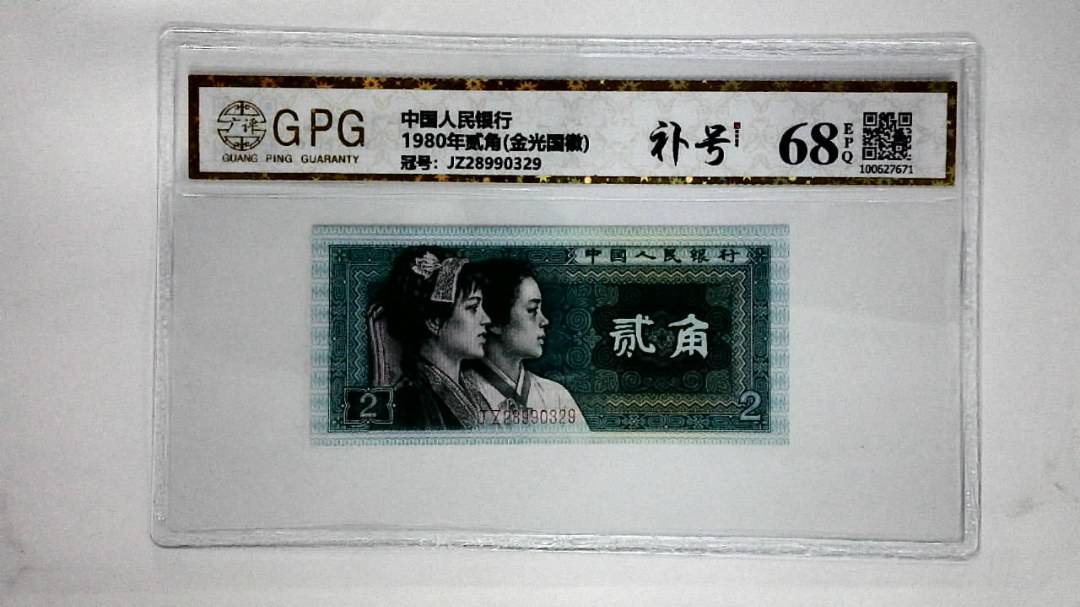 广评
GPG
GUANG PING GUARANTY
中国人民银行
1980年贰角(金光国徽)
冠号：JZ28990329
补号
68
EPQ
100627671
中国人民银行
贰角
2
JZ28990329
2